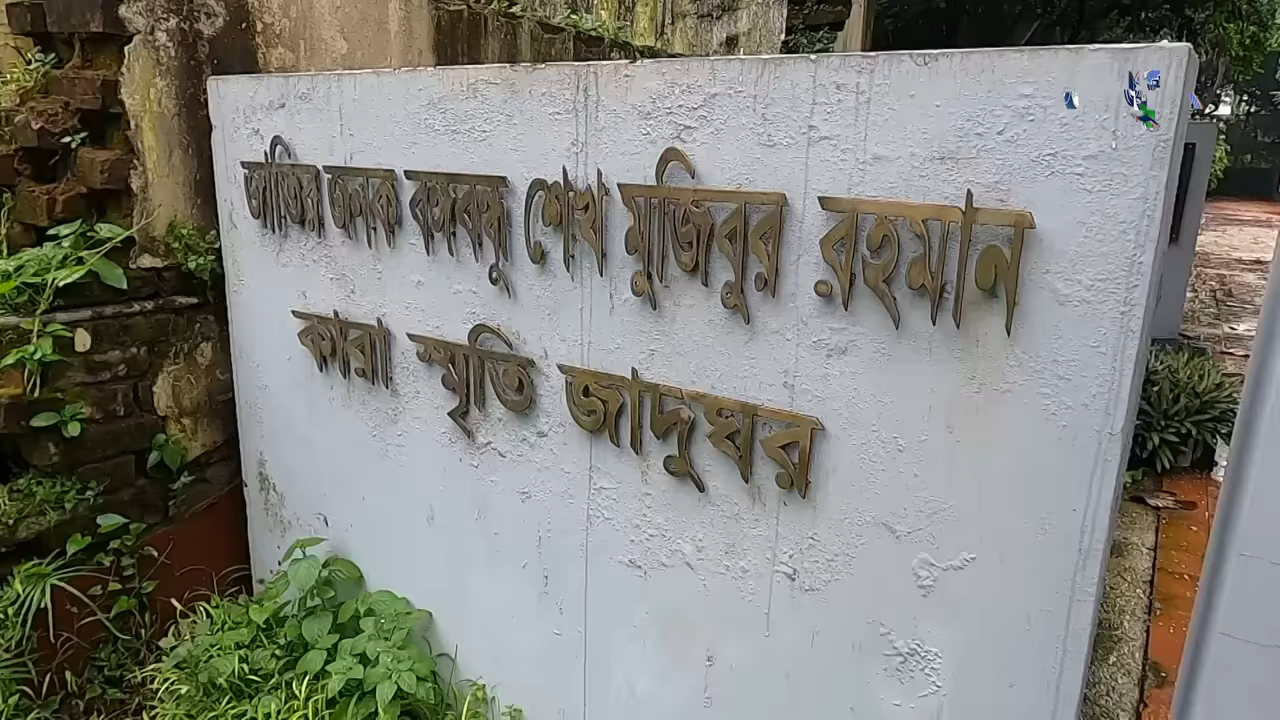 জাতির জনক বঙ্গবন্ধু শেখ মুজিবুর রহমান
কারা স্মৃতি জাদুঘর